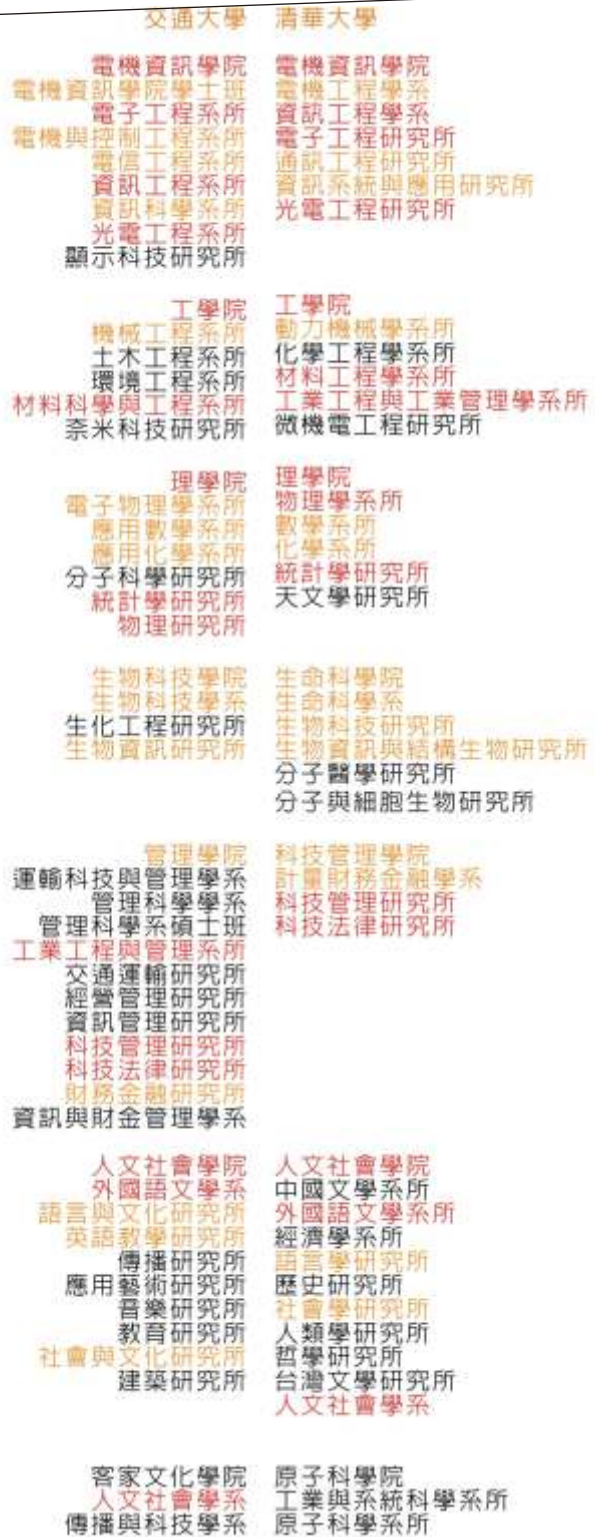 交通大學 清華大學
電機資訊學院 電機資訊學院
電機資訊學院學士班 電機工程學系
電子工程系所 資訊工程學系
電機與控制工程系所 電子工程研究所
電信工程系所 通訊工程研究所
資訊工程系所 資訊系統與應用研究所
資訊科學系所 光電工程研究所
光電工程系所
顯示科技研究所
工學院 工學院
機械工程系所 動力機械學系所
土木工程系所 化學工程學系所
環境工程系所 材料工程學系所
材料科學與工程系所 工業工程與工業管理學系所
奈米科技研究所 微機電工程研究所
理學院 理學院
電子物理學系所 物理學系所
應用數學系所 數學系所
應用化學系所 化學系所
分子科學研究所 統計學研究所
統計學研究所 天文學研究所
物理研究所
生物科技學院 生命科學院
生物科技學系 生命科學系
生化工程研究所 生物科技研究所
生物資訊研究所 生物資訊與結構生物研究所
分子醫學研究所
分子與細胞生物研究所
管理學院 科技管理學院
運輸科技與管理學系 計量財務金融學系
管理科學學系 科技管理研究所
管理科學系碩士班 科技法律研究所
工業工程與管理系所
交通運輸研究所
經營管理研究所
資訊管理研究所
科技管理研究所
科技法律研究所
財務金融研究所
資訊與財金管理學系
人文社會學院 人文社會學院
外國語文學系 中國文學系所
語言與文化研究所 外國語文學系所
英語教學研究所 經濟學系所
傳播研究所 語言學研究所
應用藝術研究所 歷史研究所
音樂研究所 社會學研究所
教育研究所 人類學研究所
社會與文化研究所 哲學研究所
建築研究所 台灣文學研究所
人文社會學系
客家文化學院 原子科學院
人文社會學系 工業與系統科學系所
傳播與科技學系 原子科學系所